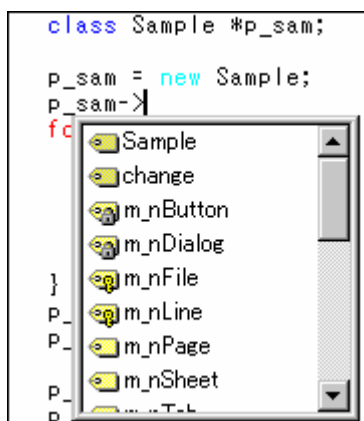 class Sample *p_sam;
p_sam = new Sample;
p_sam->
fo
Sample
change
m_nButton
m_nDialog
m_nFile
m_nLine
m_nPage
m_nSheet
}
p_
p_
p_